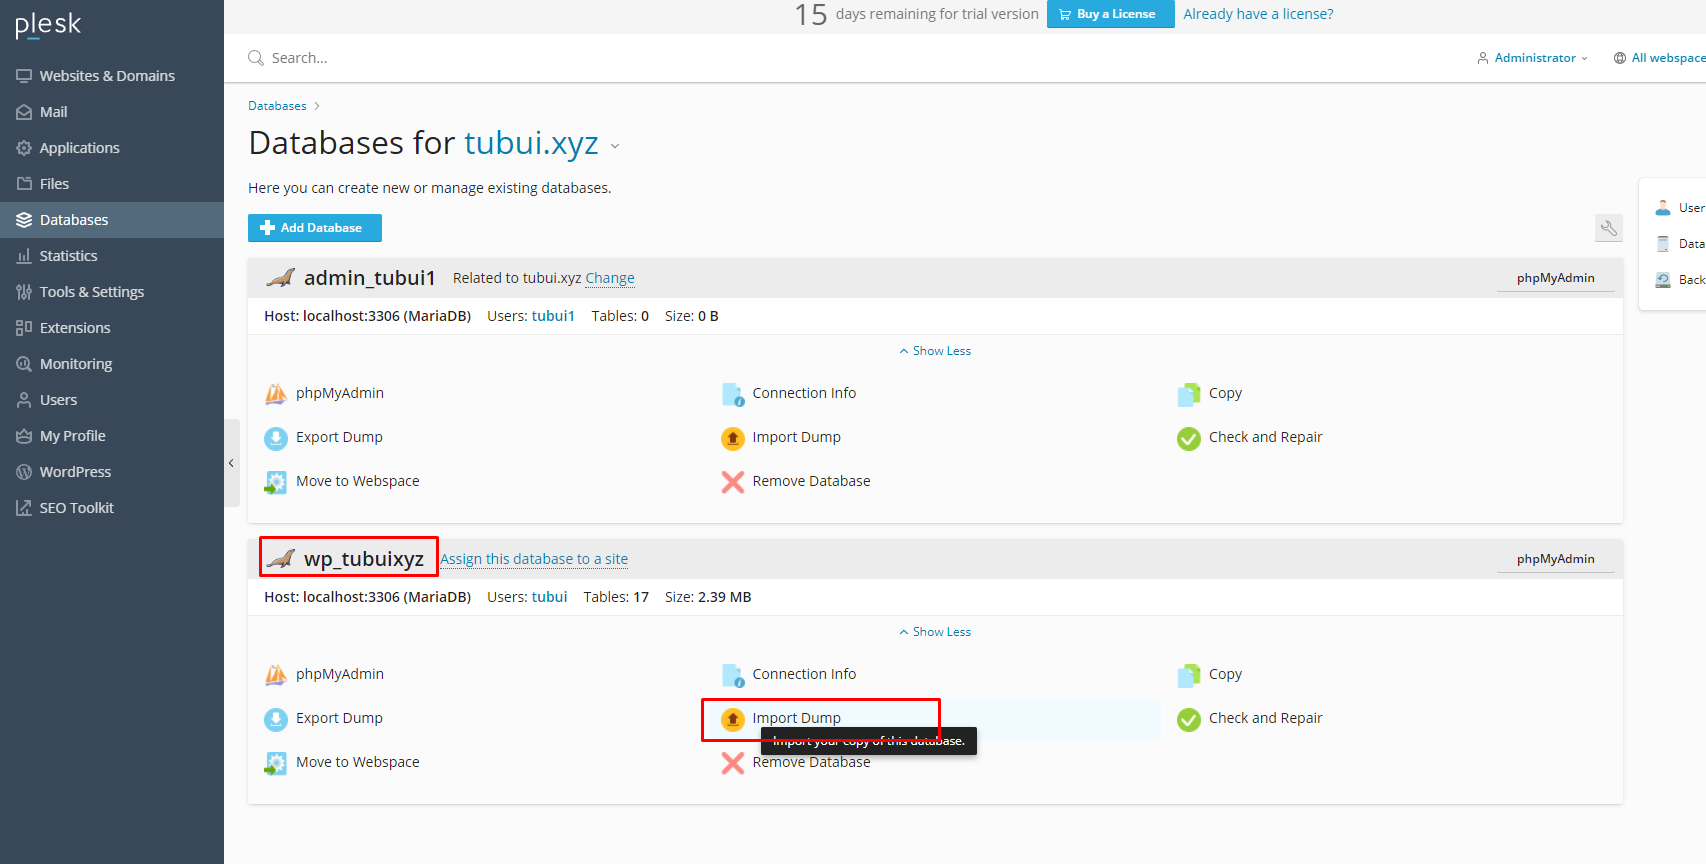 plesk
15 days remaining for trial version Buy a License Already have a license?
Search...
Administrator All webspace
Websites & Domains
Mail
Applications
Files
Databases
Statistics
Tools & Settings
Extensions
Monitoring
Users
My Profile
WordPress
SEO Toolkit
Databases >
Databases for tubui.xyz
Here you can create new or manage existing databases.
Add Database
admin_tubui1 Related to tubui.xyz Change phpMyAdmin
Host: localhost:3306 (MariaDB) Users: tubui1 Tables: 0 Size: 0 B
Show Less
phpMyAdmin Connection Info Copy
Export Dump Import Dump Check and Repair
Move to Webspace Remove Database
wp_tubuixyz Assign this database to a site phpMyAdmin
Host: localhost:3306 (MariaDB) Users: tubui Tables: 17 Size: 2.39 MB
Show Less
phpMyAdmin Connection Info Copy
Export Dump Import Dump Check and Repair
Import your copy of this database.
Move to Webspace Remove Database
User
Data
Back